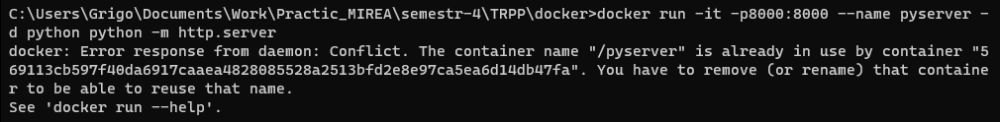 C:\Users\Grigo\Documents\Work\Practic_MIREA\semestr-4\TRPP\docker>docker run -it -p8000:8000 --name pyserver -
d python python -m http.server
docker: Error response from daemon: Conflict. The container name "/pyserver" is already in use by container "5
69113cb597f40da6917caaea4828085528a2513bfd2e8e97ca5ea6d14db47fa". You have to remove (or rename) that containe
r to be able to reuse that name.
See 'docker run --help'.